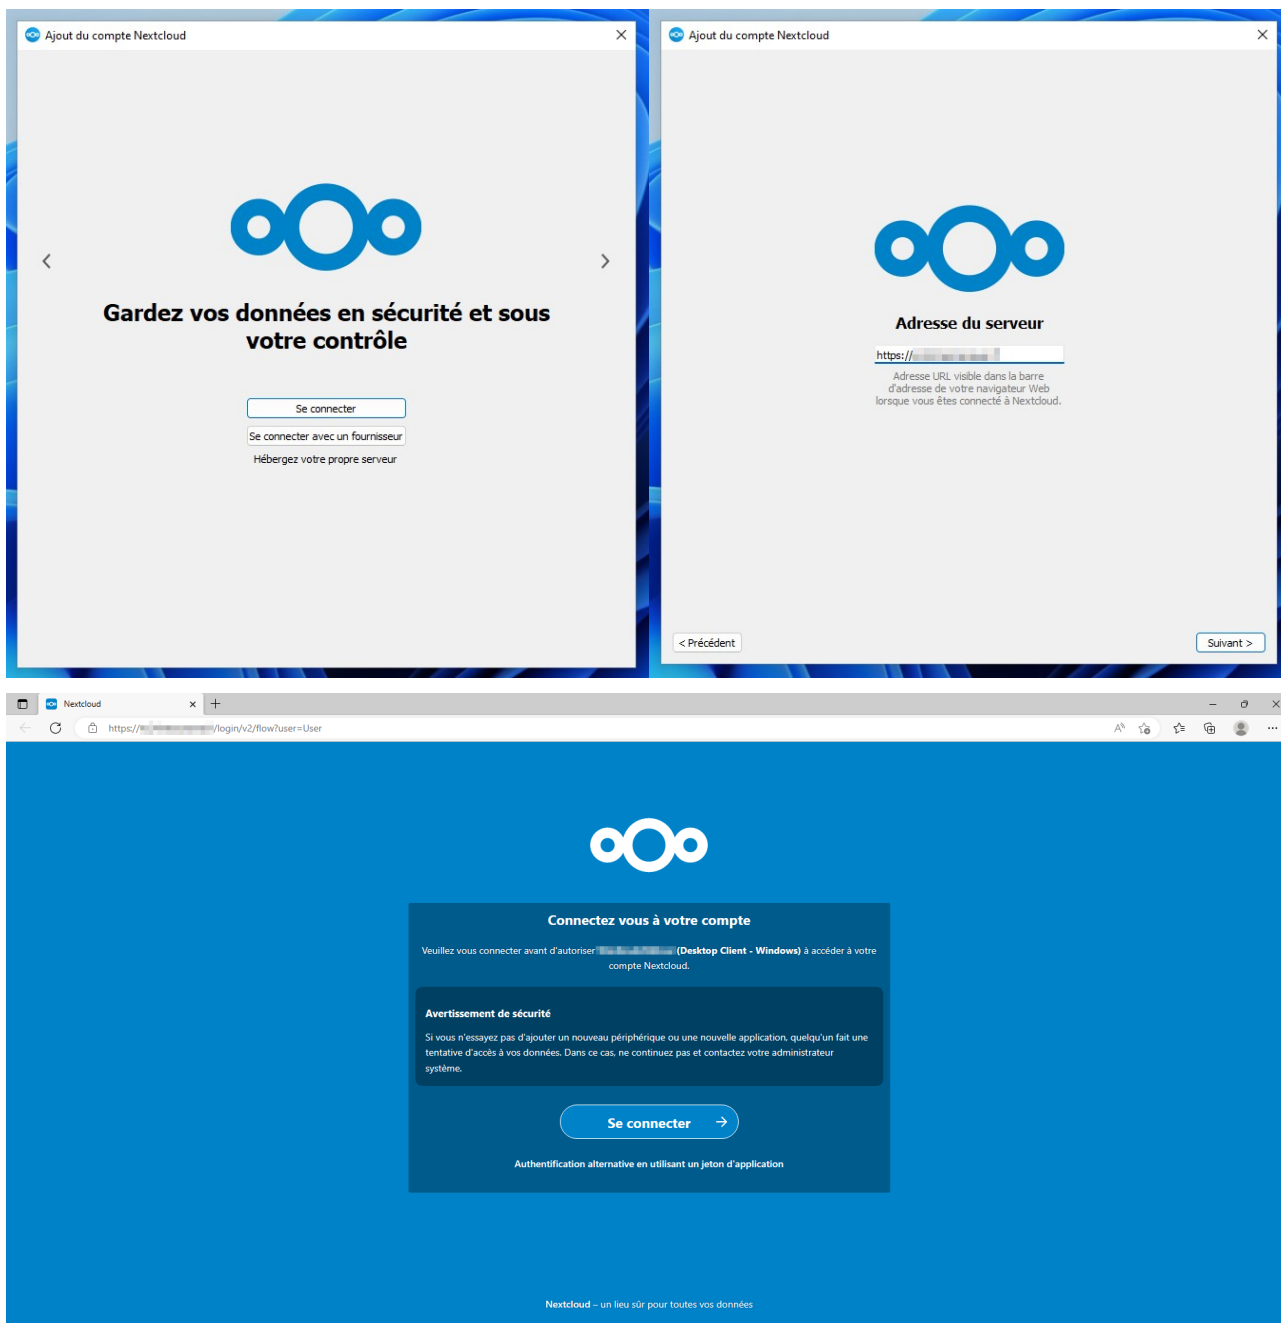 Ajout du compte Nextcloud
Gardez vos données en sécurité et sous
votre contrôle
Se connecter
Se connecter avec un fournisseur
Hébergez votre propre serveur
Ajout du compte Nextcloud
Adresse du serveur
https://
Adresse URL visible dans la barre
d'adresse de votre navigateur Web
lorsque vous êtes connecté à Nextcloud.
< Précédent
Suivant >
Nextcloud
https:// /login/v2/flow?user=User
Connectez vous à votre compte
Veuillez vous connecter avant d'autoriser (Desktop Client - Windows) à accéder à votre
compte Nextcloud.
Avertissement de sécurité
Si vous n'essayez pas d'ajouter un nouveau périphérique ou une nouvelle application, quelqu'un fait une
tentative d'accès à vos données. Dans ce cas, ne continuez pas et contactez votre administrateur
système.
Se connecter
Authentification alternative en utilisant un jeton d'application
Nextcloud – un lieu sûr pour toutes vos données